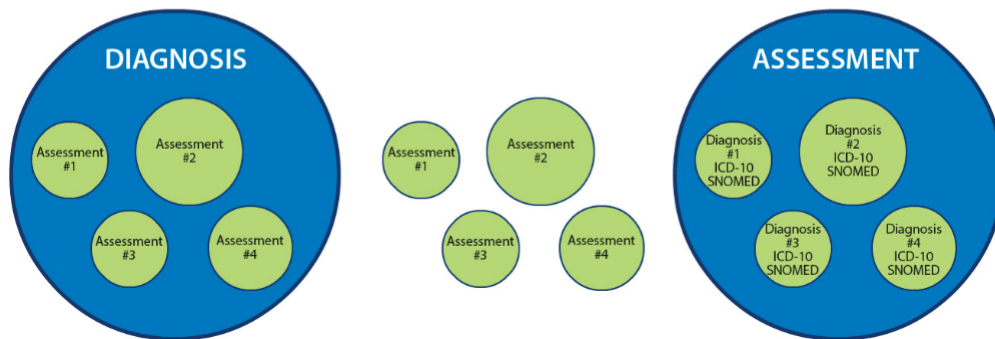 DIAGNOSIS
Assessment
#1
Assessment
#2
Assessment
#3
Assessment
#4
Assessment
#1
Assessment
#2
Assessment
#3
Assessment
#4
ASSESSMENT
Diagnosis
#1
ICD-10
SNOMED
Diagnosis
#2
ICD-10
SNOMED
Diagnosis
#3
ICD-10
SNOMED
Diagnosis
#4
ICD-10
SNOMED